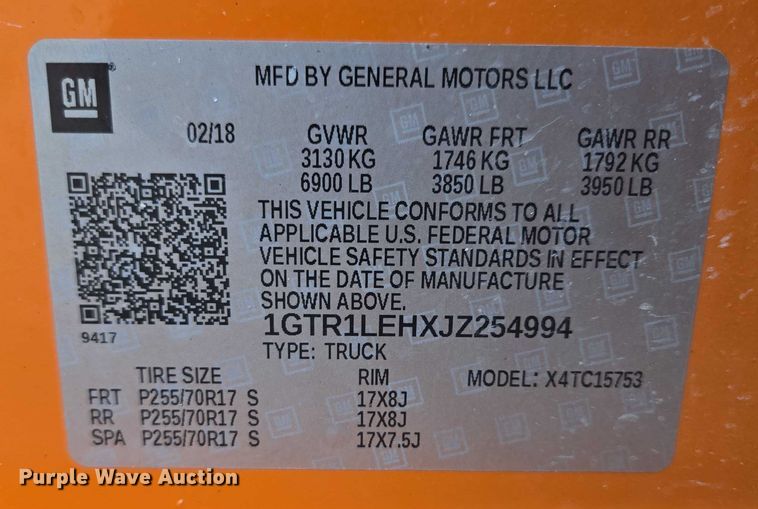 GM
MFD BY GENERAL MOTORS LLC
02/18 GVWR GAWR FRT GAWR RR
3130 KG 1746 KG 1792 KG
6900 LB 3850 LB 3950 LB
THIS VEHICLE CONFORMS TO ALL
APPLICABLE U.S. FEDERAL MOTOR
VEHICLE SAFETY STANDARDS IN EFFECT
ON THE DATE OF MANUFACTURE
SHOWN ABOVE.
9417
1GTR1LEHXJZ254994
TYPE: TRUCK
TIRE SIZE RIM MODEL: X4TC15753
FRT P255/70R17 S 17X8J
RR P255/70R17 S 17X8J
SPA P255/70R17 S 17X7.5J
Purple Wave Auction